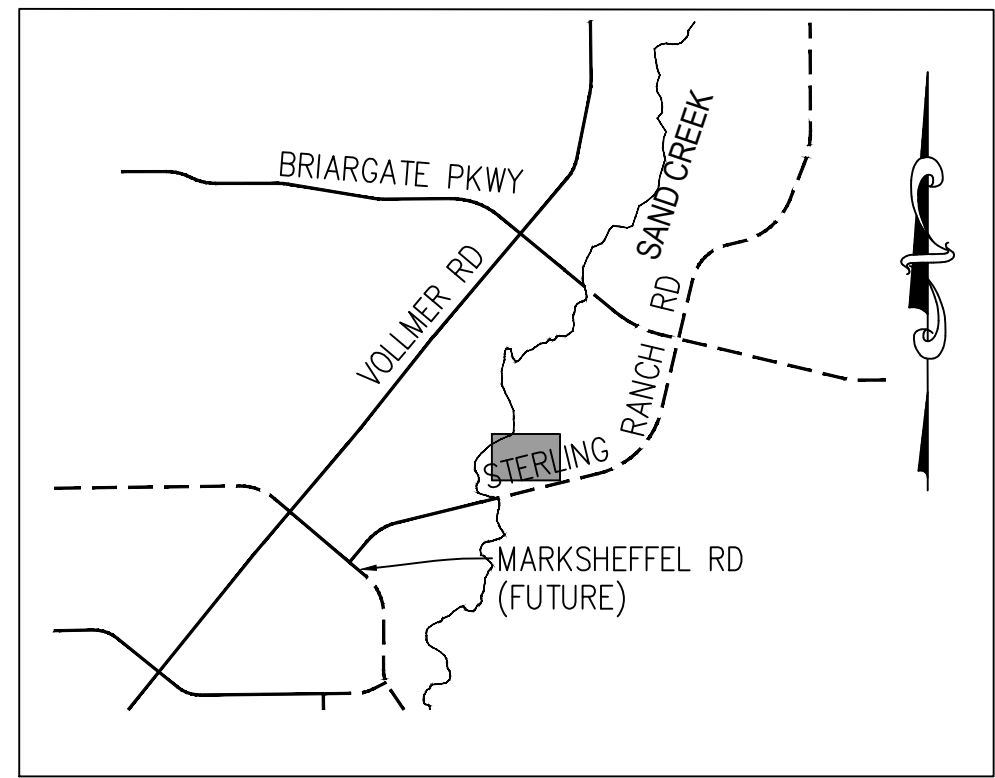 BRIARGATE PKWY
SAND CREEK
VOLLMER RD
STERLING RANCH RD
MARKSHEFFEL RD
(FUTURE)